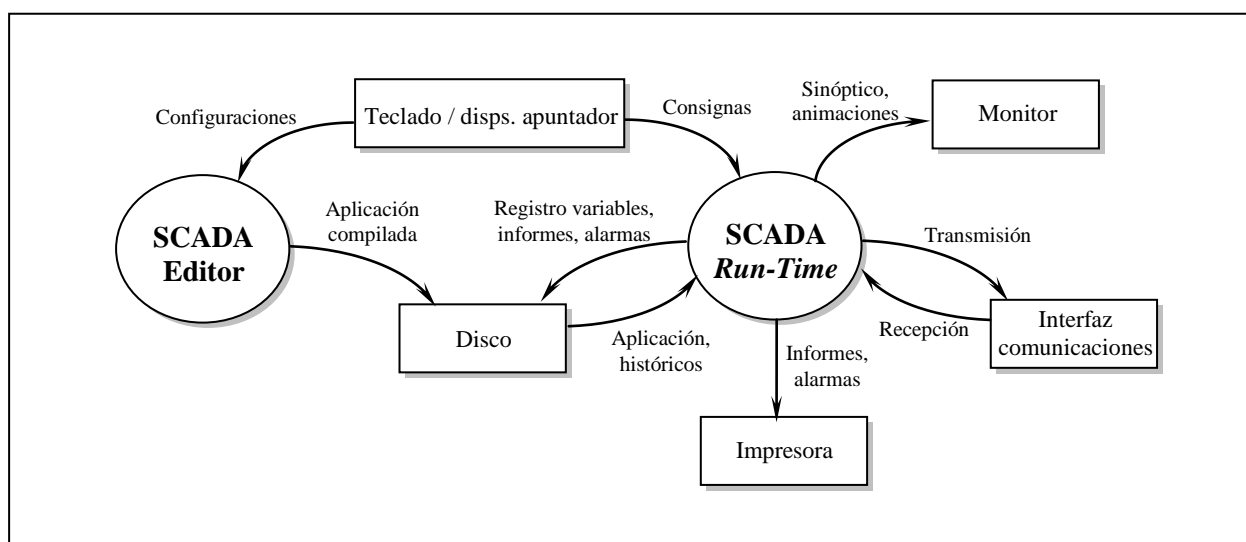 Sinóptico,
animaciones
Configuraciones
Teclado / disps. apuntador
Consignas
Monitor
SCADA
Editor
Aplicación
compilada
Registro variables,
informes, alarmas
SCADA
Run-Time
Transmisión
Disco
Aplicación,
históricos
Recepción
Interfaz
comunicaciones
Informes,
alarmas
Impresora